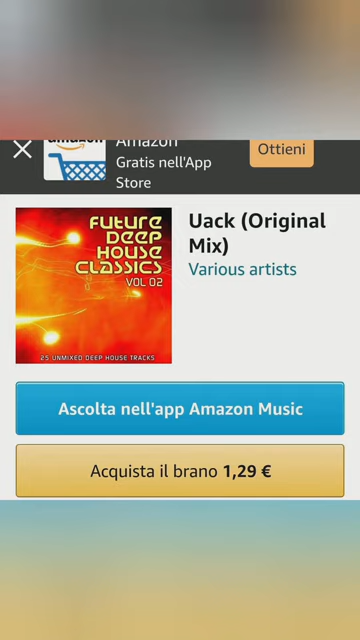 amazon
Amazon
Gratis nell'App
Store
Ottieni
FUTURE
DEEP
HOUSE
CLASSICS
VOL 02
25 UNMIXED DEEP HOUSE TRACKS
Uack (Original
Mix)
Various artists
Ascolta nell'app Amazon Music
Acquista il brano 1,29 €